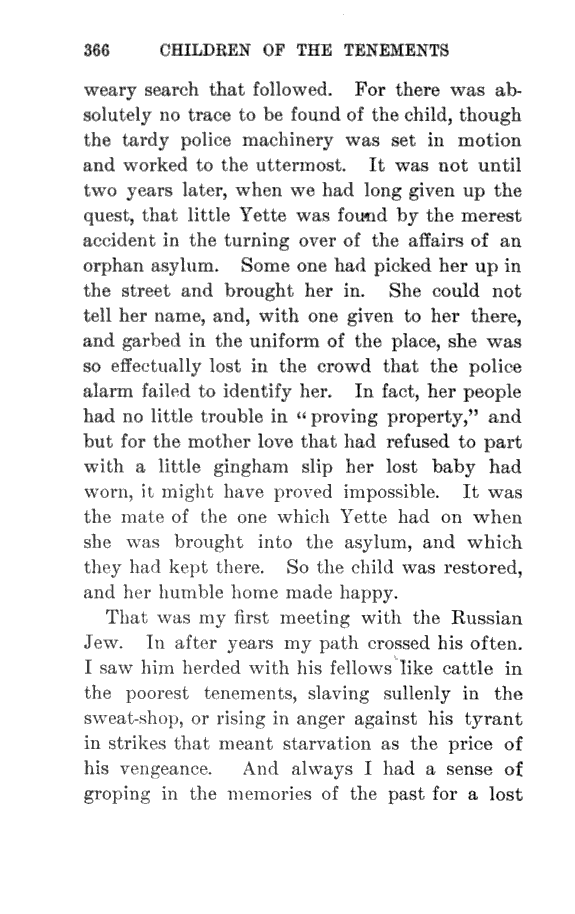 366 CHILDREN OF THE TENEMENTS
weary search that followed. For there was ab-
solutely no trace to be found of the child, though
the tardy police machinery was set in motion
and worked to the uttermost. It was not until
two years later, when we had long given up the
quest, that little Yette was found by the merest
accident in the turning over of the affairs of an
orphan asylum. Some one had picked her up in
the street and brought her in. She could not
tell her name, and, with one given to her there,
and garbed in the uniform of the place, she was
so effectually lost in the crowd that the police
alarm failed to identify her. In fact, her people
had no little trouble in “proving property,” and
but for the mother love that had refused to part
with a little gingham slip her lost baby had
worn, it might have proved impossible. It was
the mate of the one which Yette had on when
she was brought into the asylum, and which
they had kept there. So the child was restored,
and her humble home made happy.
That was my first meeting with the Russian
Jew. In after years my path crossed his often.
I saw him herded with his fellows like cattle in
the poorest tenements, slaving sullenly in the
sweat-shop, or rising in anger against his tyrant
in strikes that meant starvation as the price of
his vengeance. And always I had a sense of
groping in the memories of the past for a lost